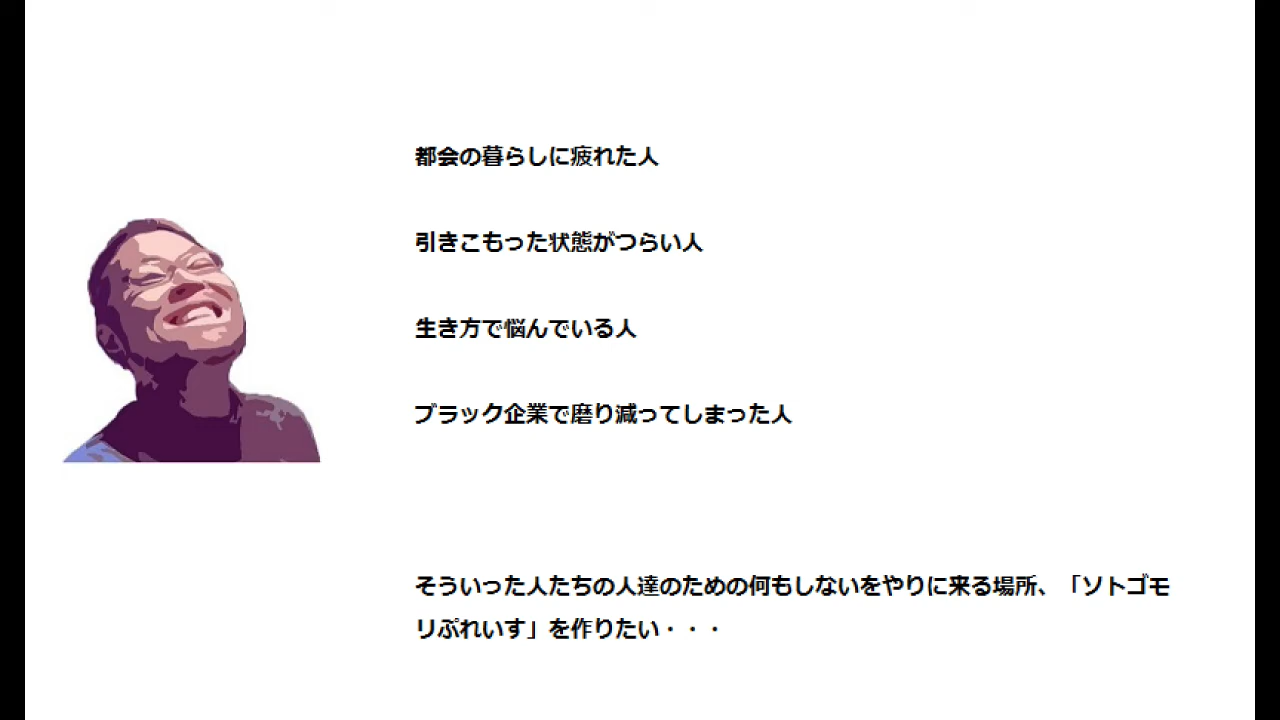 都会の暮らしに疲れた人
引きこもった状態がつらい人
生き方で悩んでいる人
ブラック企業で磨り減ってしまった人
そういった人たちの人達のための何もしないをやりに来る場所、「ソトゴモ
リぷれいす」を作りたい・・・